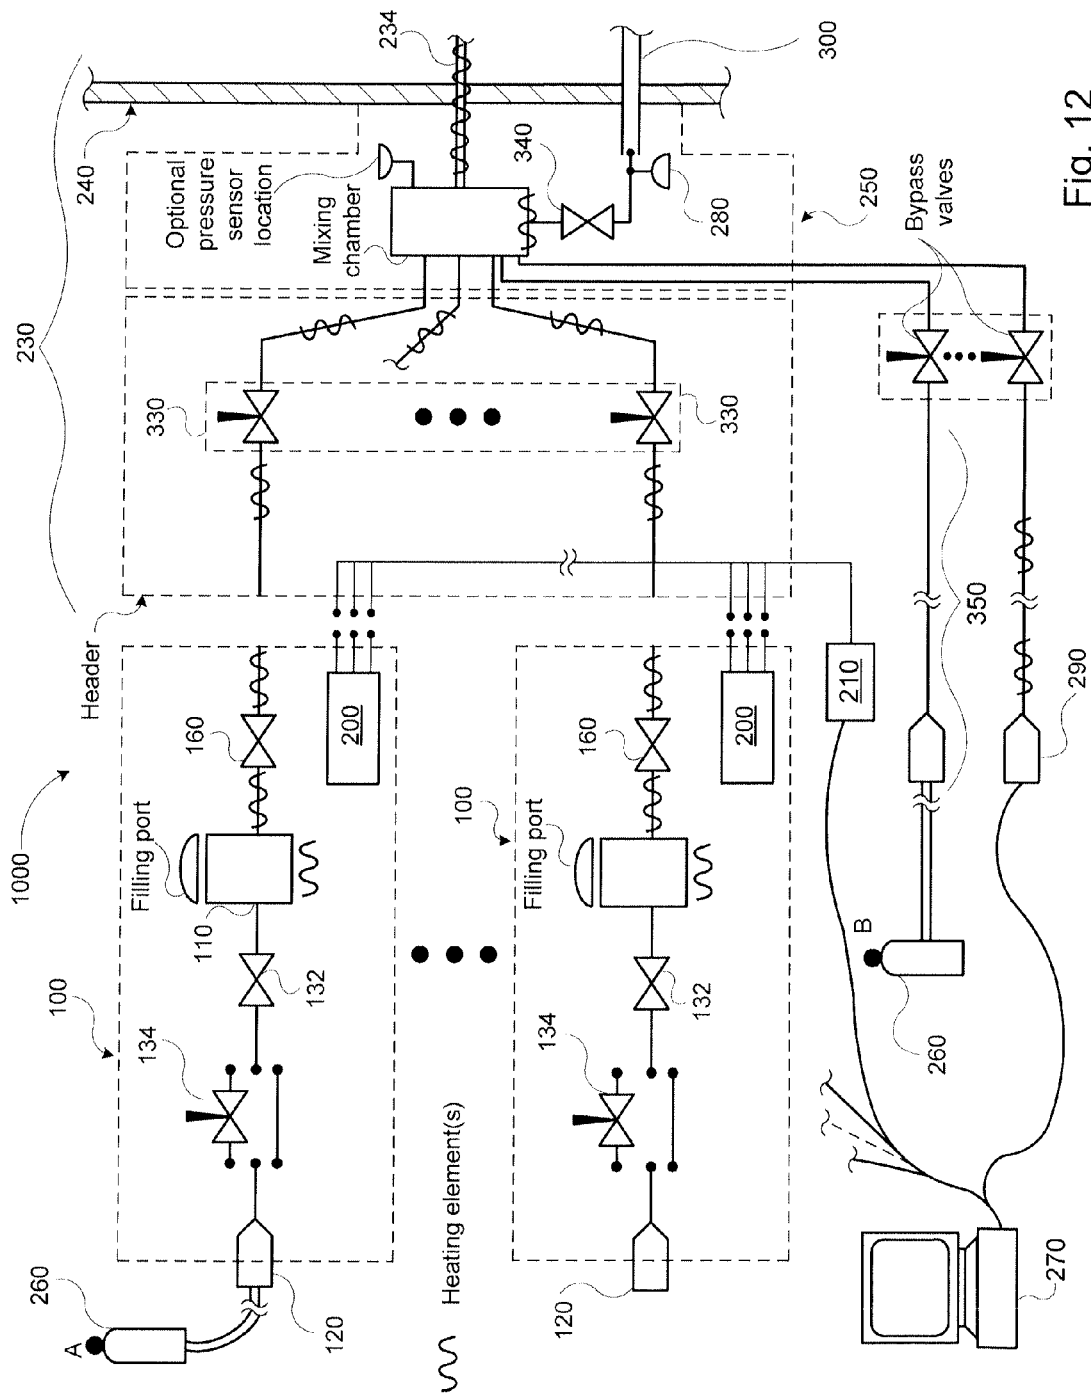 230
240
234
Optional
pressure
sensor
location
Mixing
chamber
340
280
300
250
Bypass
valves
330
330
Header
1000
160
200
Filling port
110
100
132
134
260
A
120
160
200
100
Filling port
132
134
120
Heating element(s)
210
350
290
B
260
270
Fig. 12